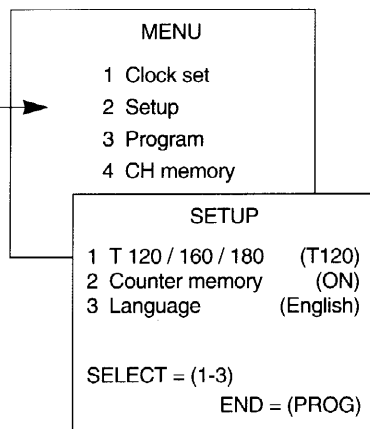 MENU
1 Clock set
2 Setup
3 Program
4 CH memory
SETUP
1 T 120 / 160 / 180 (T120)
2 Counter memory (ON)
3 Language (English)
SELECT = (1-3)
END = (PROG)